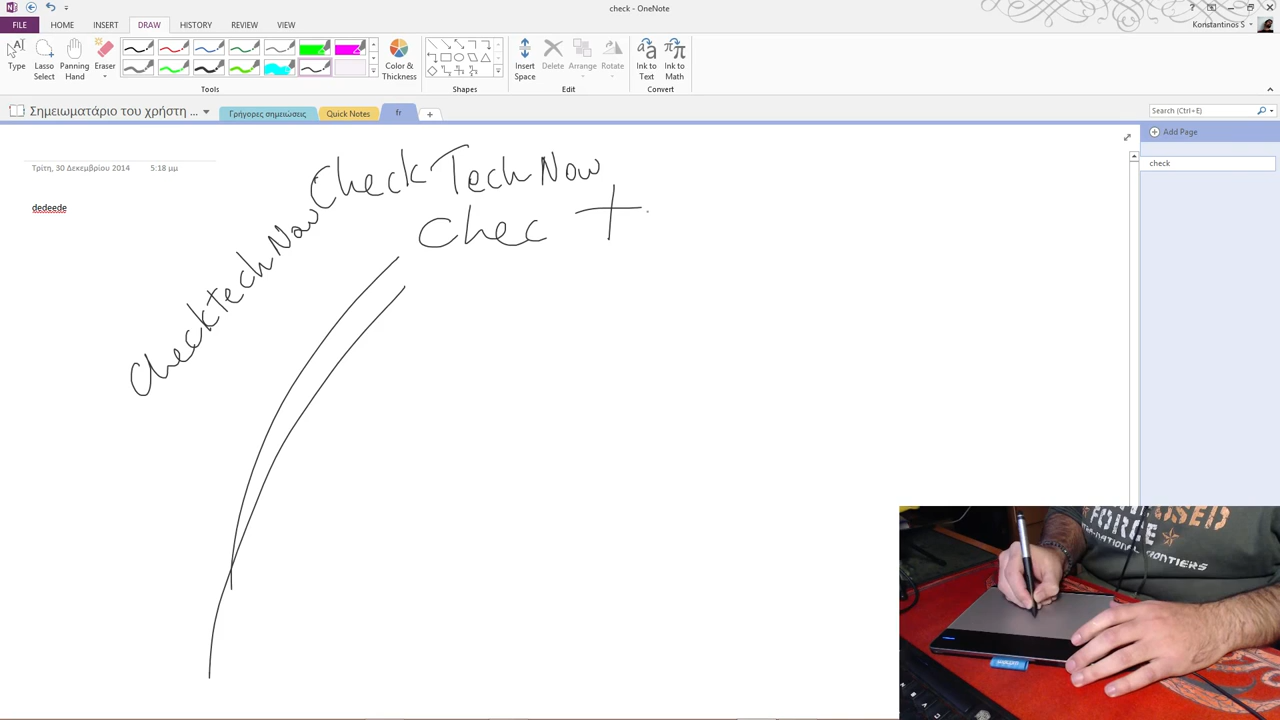 check - OneNote
Konstantinos S
FILE HOME INSERT DRAW HISTORY REVIEW VIEW
Type
Lasso Select
Panning Hand
Eraser
Color & Thickness
Insert Space
Delete
Arrange
Rotate
Ink to Text
Ink to Math
Tools
Shapes
Edit
Convert
Σημειωματάριο του χρήστη ...
Γρήγορες σημειώσεις
Quick Notes
fr
Search (Ctrl+E)
Add Page
check
Τρίτη, 30 Δεκεμβρίου 2014 5:18 μμ
dedeede
CheckTechNow
ChecktechNow
Chec
FORCE